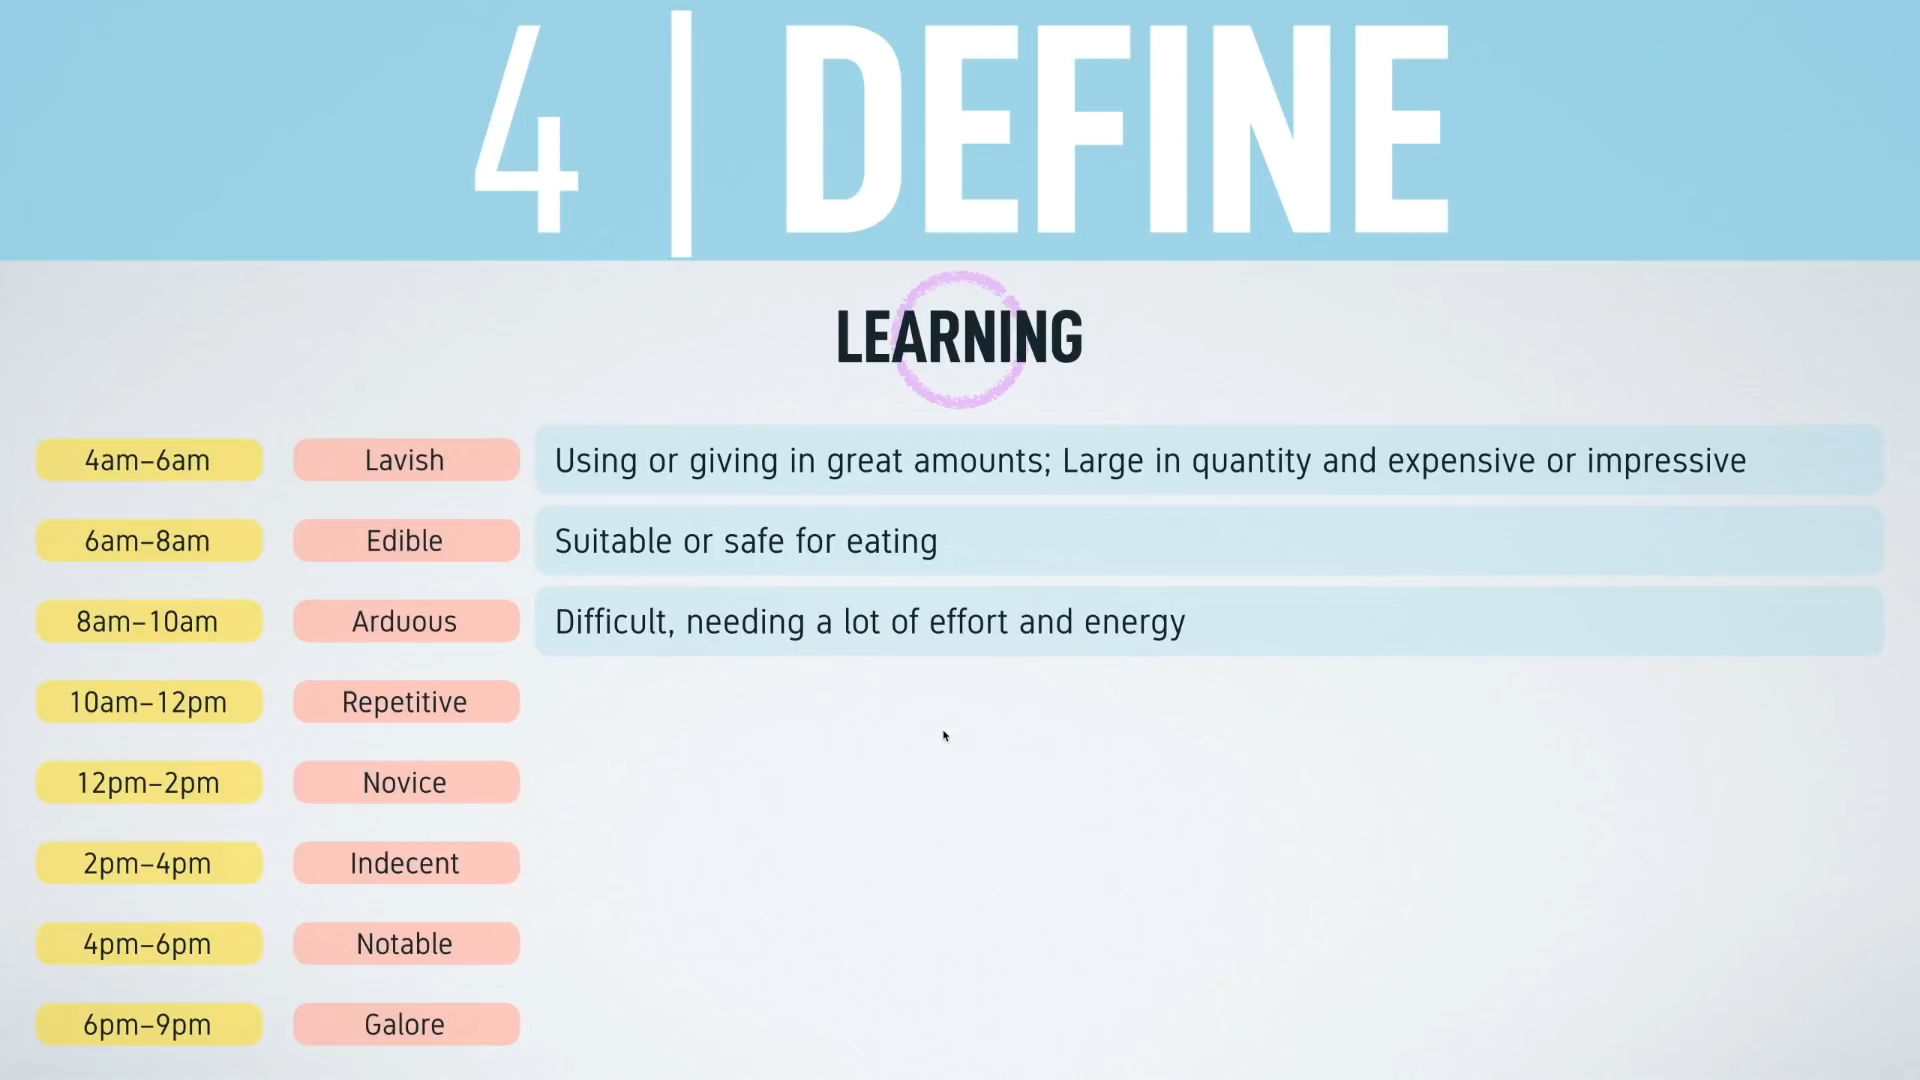 4 | DEFINE
LEARNING
4am–6am Lavish Using or giving in great amounts; Large in quantity and expensive or impressive
6am–8am Edible Suitable or safe for eating
8am–10am Arduous Difficult, needing a lot of effort and energy
10am–12pm Repetitive
12pm–2pm Novice
2pm–4pm Indecent
4pm–6pm Notable
6pm–9pm Galore